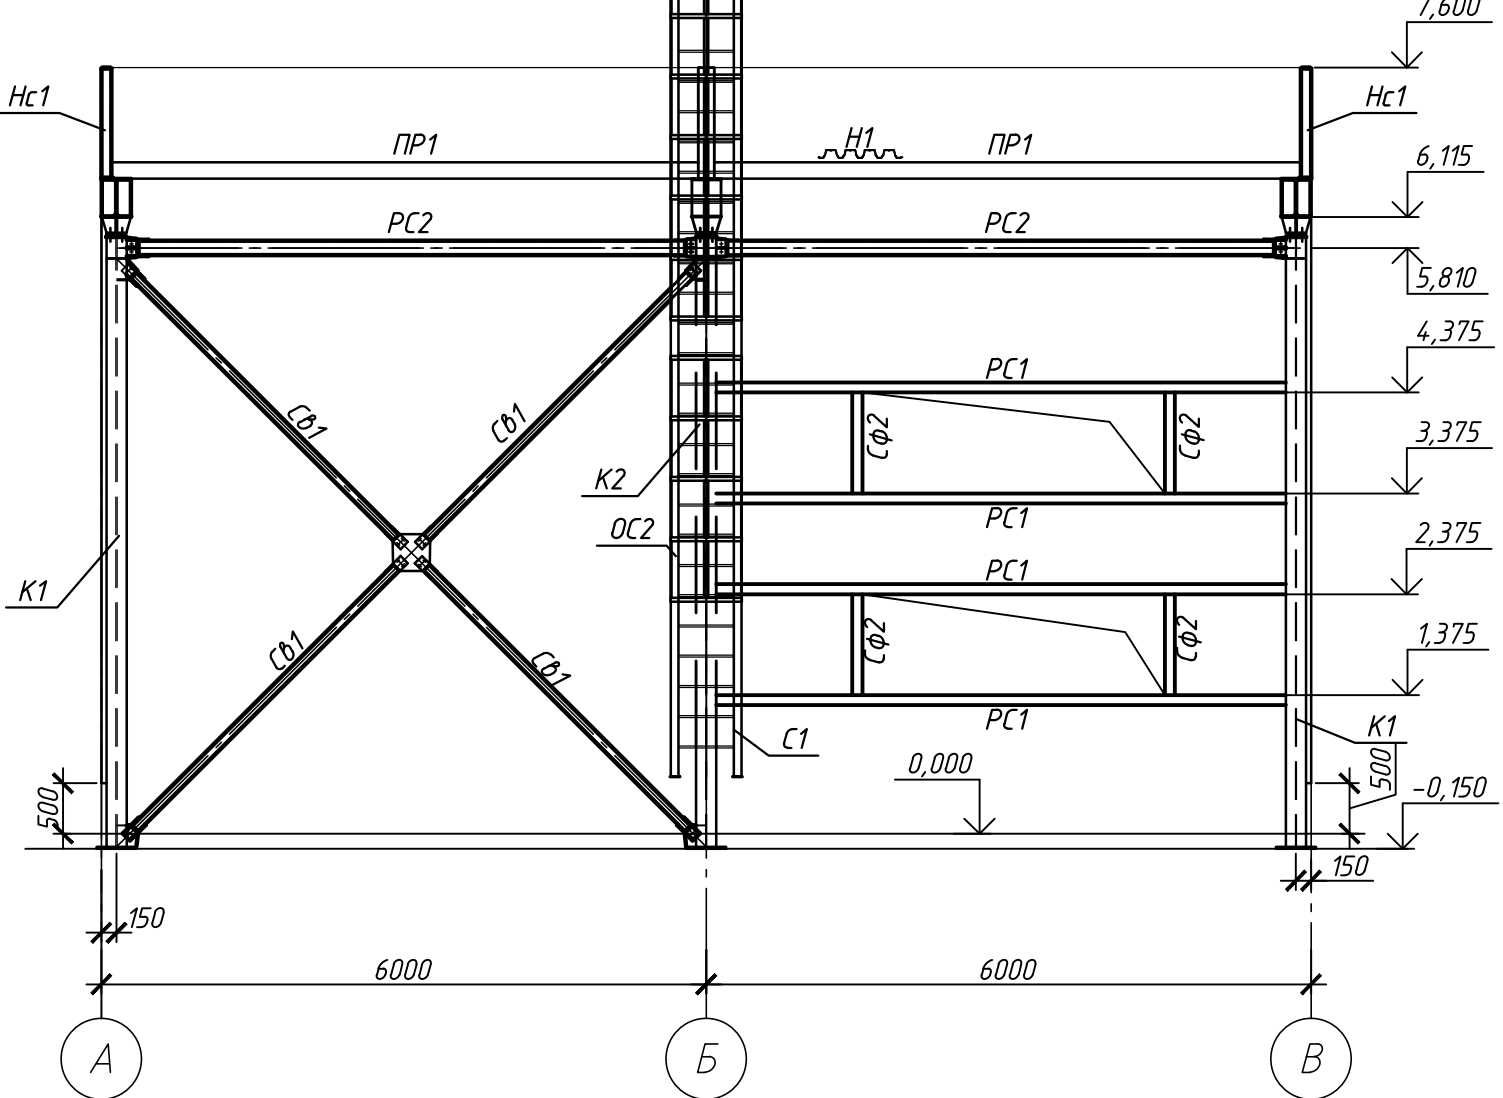 7,600
Нс1
Нс1
ПР1
Н1
ПР1
6,115
РС2
РС2
5,810
4,375
РС1
Св1
Св1
Сф2
Сф2
3,375
К2
РС1
ОС2
2,375
РС1
К1
Св1
Св1
Сф2
Сф2
1,375
РС1
К1
С1
0,000
500
500
-0,150
150
150
6000
6000
А
Б
В